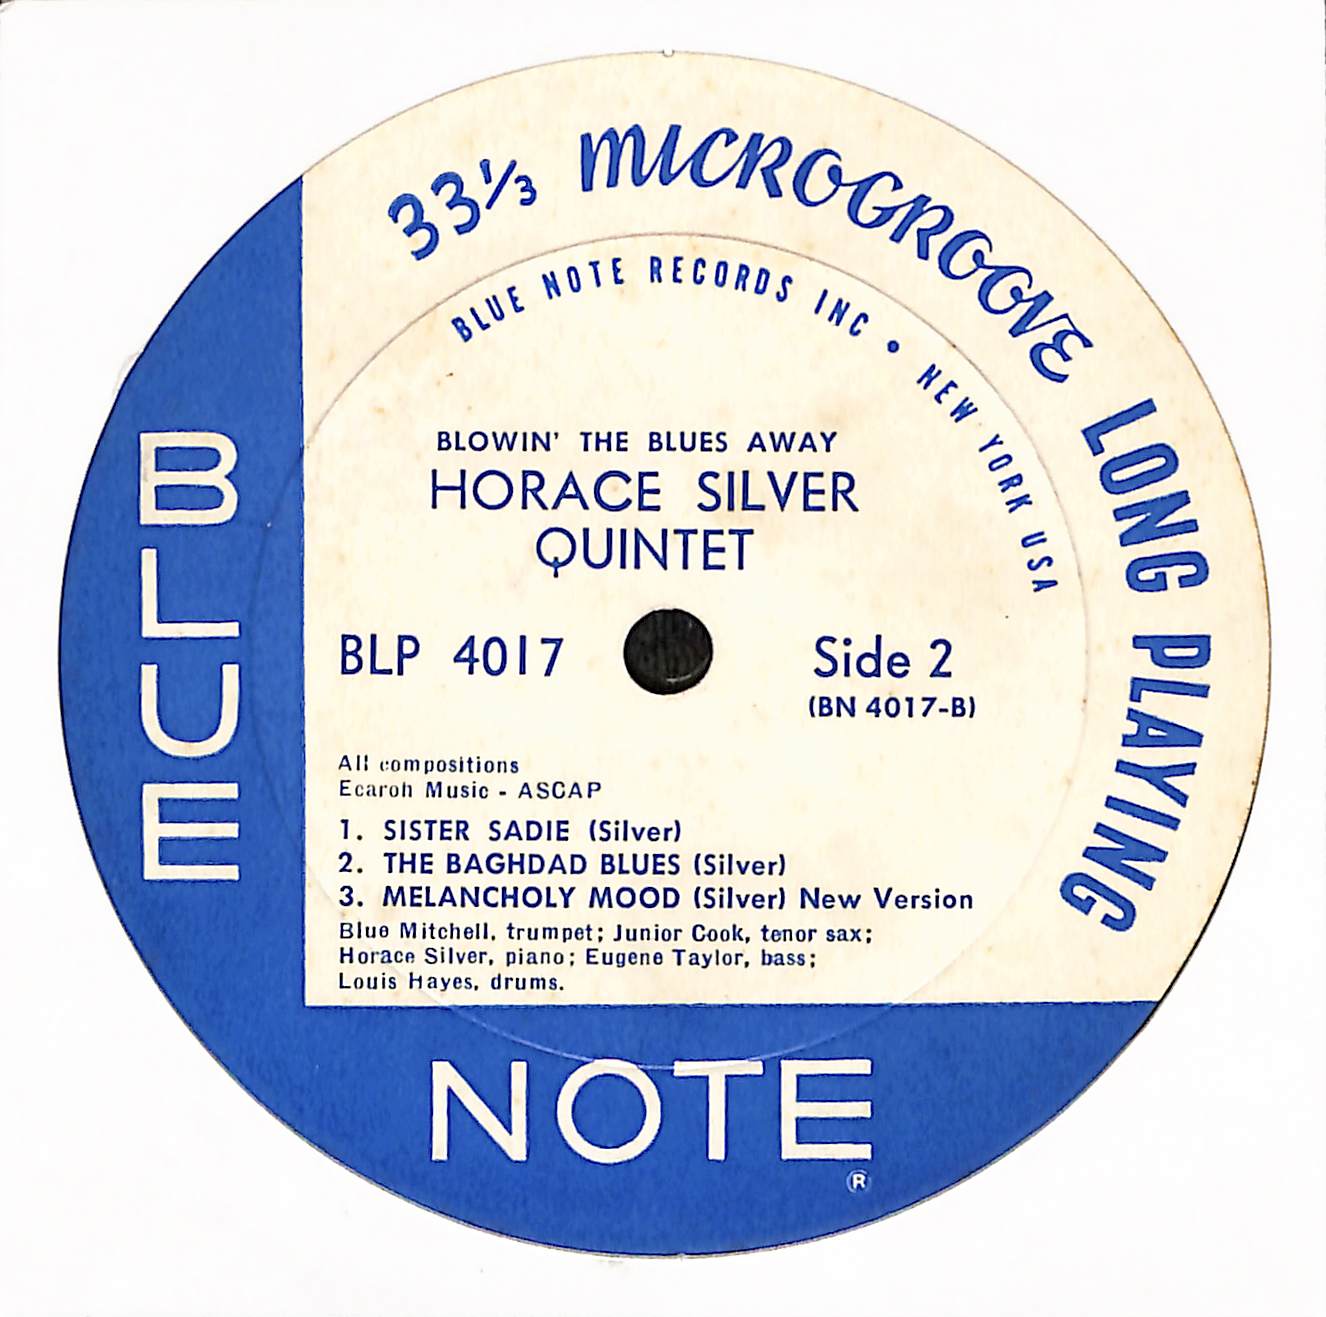 33⅓ MICROGROOVE LONG PLAYING
BLUE NOTE RECORDS INC • NEW YORK USA
BLOWIN' THE BLUES AWAY
HORACE SILVER
QUINTET
BLP 4017
Side 2
(BN 4017-B)
All compositions
Ecaroh Music - ASCAP
1. SISTER SADIE (Silver)
2. THE BAGHDAD BLUES (Silver)
3. MELANCHOLY MOOD (Silver) New Version
Blue Mitchell, trumpet; Junior Cook, tenor sax;
Horace Silver, piano; Eugene Taylor, bass;
Louis Hayes, drums.
BLUE
NOTE
®